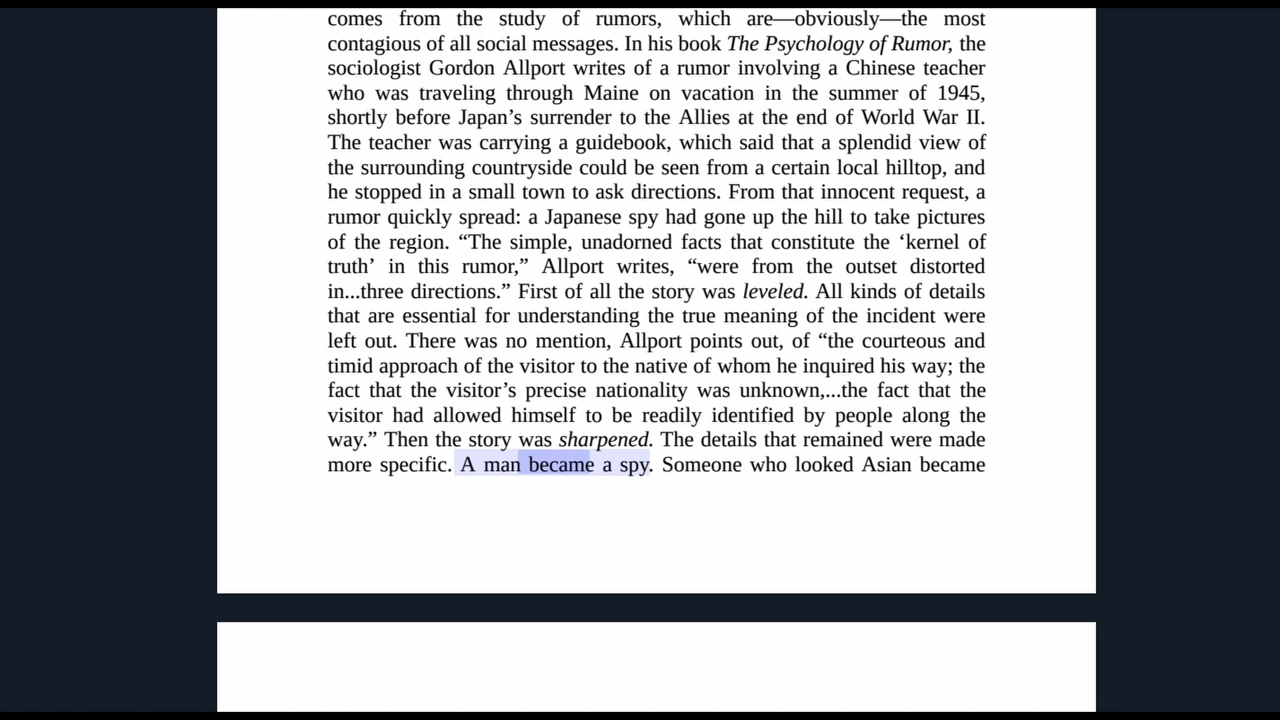 comes from the study of rumors, which are—obviously—the most
contagious of all social messages. In his book The Psychology of Rumor, the
sociologist Gordon Allport writes of a rumor involving a Chinese teacher
who was traveling through Maine on vacation in the summer of 1945,
shortly before Japan’s surrender to the Allies at the end of World War II.
The teacher was carrying a guidebook, which said that a splendid view of
the surrounding countryside could be seen from a certain local hilltop, and
he stopped in a small town to ask directions. From that innocent request, a
rumor quickly spread: a Japanese spy had gone up the hill to take pictures
of the region. “The simple, unadorned facts that constitute the ‘kernel of
truth’ in this rumor,” Allport writes, “were from the outset distorted
in...three directions.” First of all the story was leveled. All kinds of details
that are essential for understanding the true meaning of the incident were
left out. There was no mention, Allport points out, of “the courteous and
timid approach of the visitor to the native of whom he inquired his way; the
fact that the visitor’s precise nationality was unknown,...the fact that the
visitor had allowed himself to be readily identified by people along the
way.” Then the story was sharpened. The details that remained were made
more specific. A man became a spy. Someone who looked Asian became